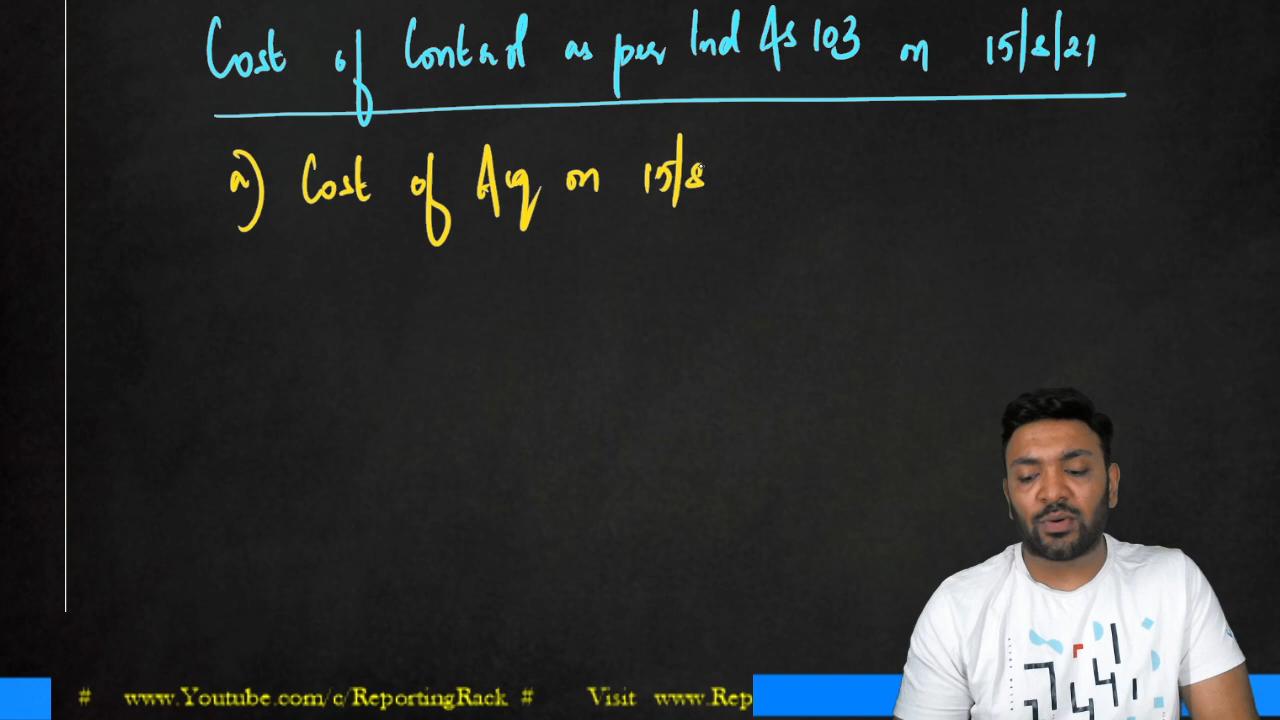 Cost of Control as per Ind As 103 on 15/8/21
a) Cost of Acq on 15/8
# www.Youtube.com/c/ReportingRack # Visit www.Rep